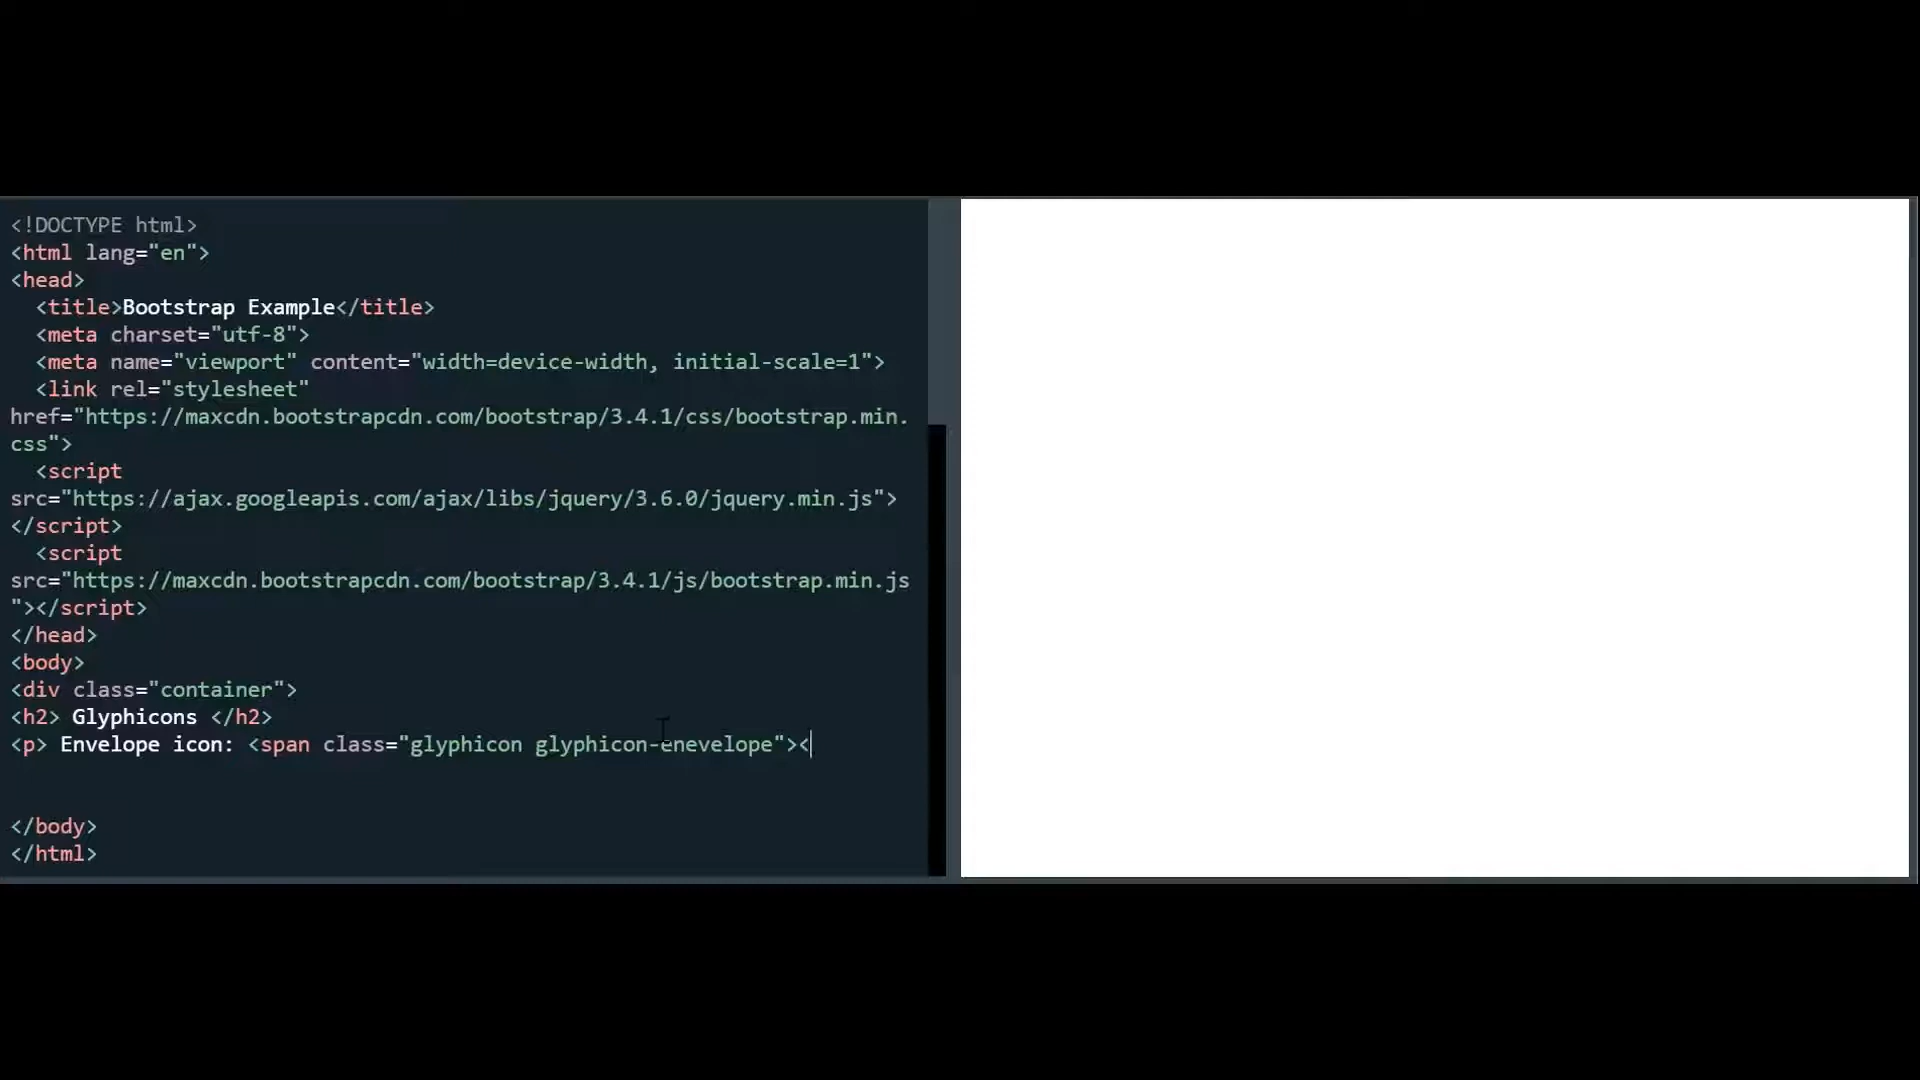 <!DOCTYPE html>
<html lang="en">
<head>
  <title>Bootstrap Example</title>
  <meta charset="utf-8">
  <meta name="viewport" content="width=device-width, initial-scale=1">
  <link rel="stylesheet"
href="https://maxcdn.bootstrapcdn.com/bootstrap/3.4.1/css/bootstrap.min.
css">
  <script
src="https://ajax.googleapis.com/ajax/libs/jquery/3.6.0/jquery.min.js">
</script>
  <script
src="https://maxcdn.bootstrapcdn.com/bootstrap/3.4.1/js/bootstrap.min.js
"></script>
</head>
<body>
<div class="container">
<h2> Glyphicons </h2>
<p> Envelope icon: <span class="glyphicon glyphicon-enevelope"><
</body>
</html>